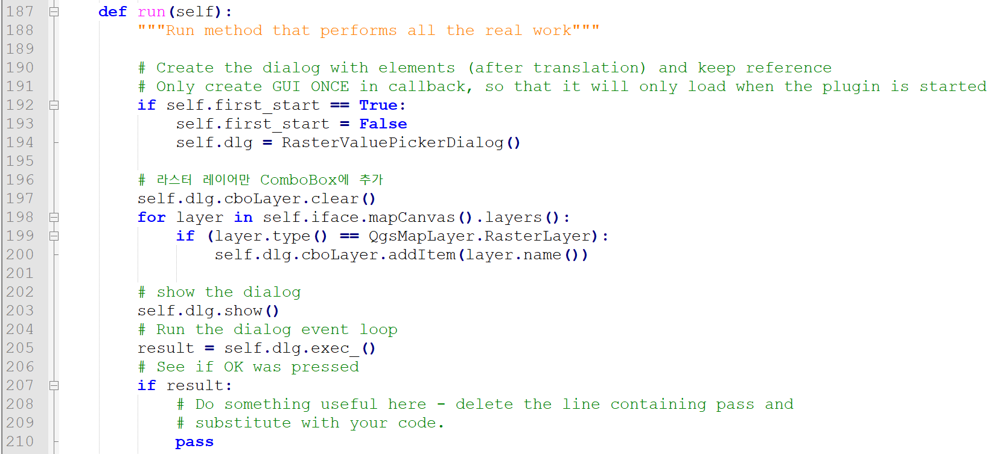 187 def run(self):
188 """Run method that performs all the real work"""
189
190 # Create the dialog with elements (after translation) and keep reference
191 # Only create GUI ONCE in callback, so that it will only load when the plugin is started
192 if self.first_start == True:
193 self.first_start = False
194 self.dlg = RasterValuePickerDialog()
195
196 # 라스터 레이어만 ComboBox에 추가
197 self.dlg.cboLayer.clear()
198 for layer in self.iface.mapCanvas().layers():
199 if (layer.type() == QgsMapLayer.RasterLayer):
200 self.dlg.cboLayer.addItem(layer.name())
201
202 # show the dialog
203 self.dlg.show()
204 # Run the dialog event loop
205 result = self.dlg.exec_()
206 # See if OK was pressed
207 if result:
208 # Do something useful here - delete the line containing pass and
209 # substitute with your code.
210 pass